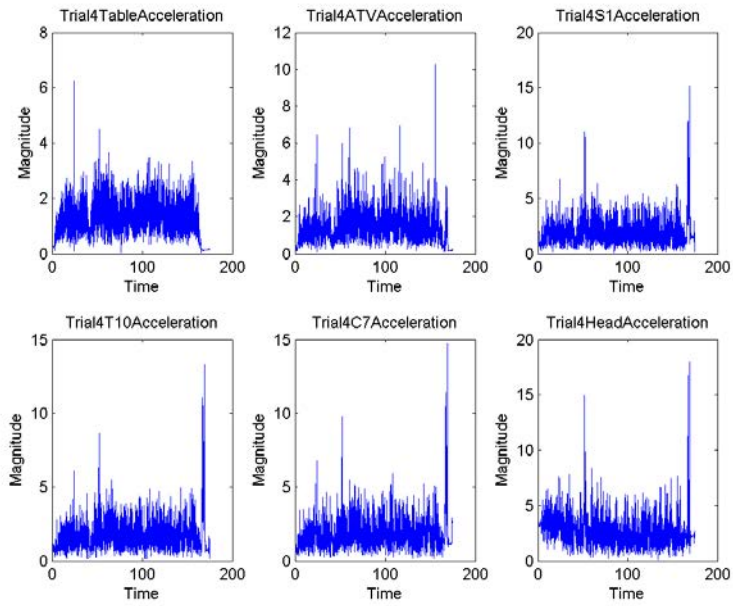 Trial4TableAcceleration
8
6
4
2
0
Magnitude
0 100 200
Time
Trial4ATVAcceleration
12
10
8
6
4
2
0
Magnitude
0 100 200
Time
Trial4S1Acceleration
20
15
10
5
0
Magnitude
0 100 200
Time
Trial4T10Acceleration
15
10
5
0
Magnitude
0 100 200
Time
Trial4C7Acceleration
15
10
5
0
Magnitude
0 100 200
Time
Trial4HeadAcceleration
20
15
10
5
0
Magnitude
0 100 200
Time